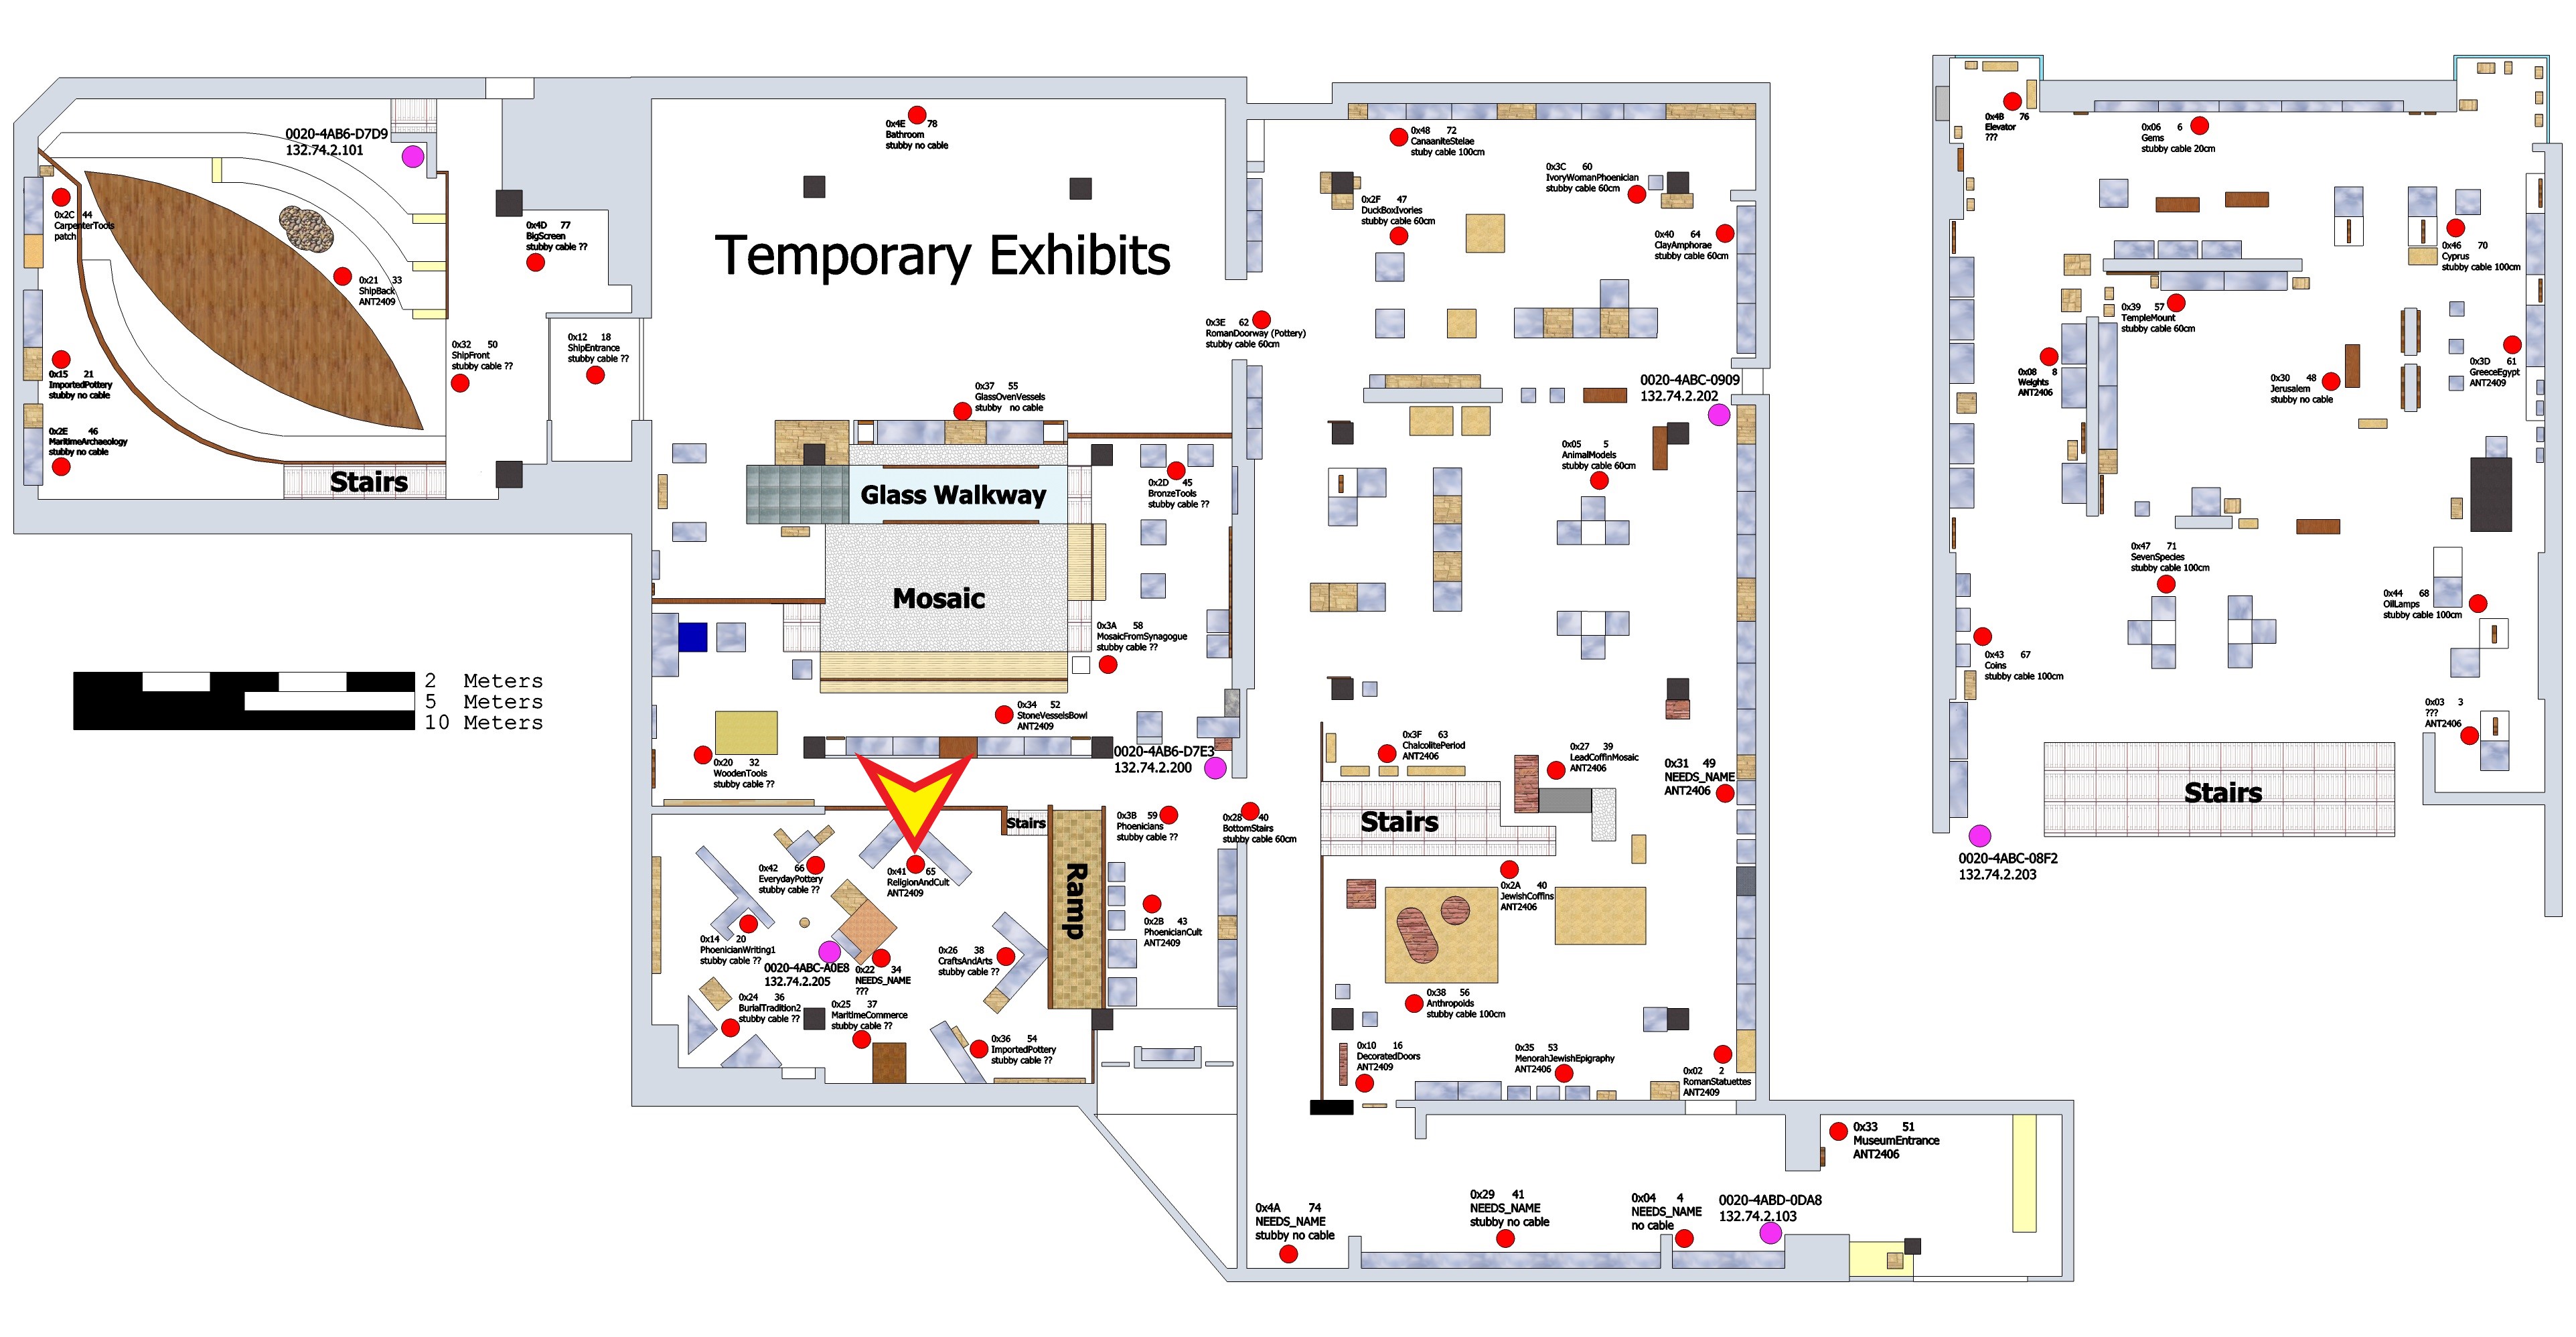 0020-4AB6-D7D9
132.74.2.101
0x2C 44
CarpenterTools
patch
0x21 33
ShipBack
ANT2409
0x15 21
ImportedPottery
stubby no cable
0x2E 46
MaritimeArchaeology
stubby no cable
Stairs
0x32 50
ShipFront
stubby cable ??
0x4D 77
BigScreen
stubby cable ??
0x12 18
ShipEntrance
stubby cable ??
2 Meters
5 Meters
10 Meters
0x4E 78
Bathroom
stubby no cable
Temporary Exhibits
0x3E 62
RomanDoorway (Pottery)
stubby cable 60cm
0x37 55
GlassOvenVessels
stubby no cable
Glass Walkway
0x2D 45
BronzeTools
stubby cable ??
Mosaic
0x3A 58
MosaicFromSynagogue
stubby cable ??
0x34 52
StoneVesselsBowl
ANT2409
0x20 32
WoodenTools
stubby cable ??
0020-4AB6-D7E3
132.74.2.200
Stairs
Ramp
0x3B 59
Phoenicians
stubby cable ??
0x28 40
BottomStairs
stubby cable 60cm
0x42 66
EverydayPottery
stubby cable ??
0x41 65
ReligionAndCult
ANT2409
0x14 20
PhoenicianWriting1
stubby cable ??
0020-4ABC-A0E8
132.74.2.205
0x22 34
NEEDS_NAME
???
0x26 38
CraftsAndArts
stubby cable ??
0x2B 43
PhoenicianCult
ANT2409
0x24 36
BurialTradition2
stubby cable ??
0x25 37
MaritimeCommerce
stubby cable ??
0x36 54
ImportedPottery
stubby cable ??
0x48 72
CanaaniteStelae
stuby cable 100cm
0x3C 60
IvoryWomanPhoenician
stubby cable 60cm
0x2F 47
DuckBoxIvories
stubby cable 60cm
0x40 64
ClayAmphorae
stubby cable 60cm
0020-4ABC-0909
132.74.2.202
0x05 5
AnimalModels
stubby cable 60cm
0x3F 63
ChalcolitePeriod
ANT2406
0x27 39
LeadCoffinMosaic
ANT2406
0x31 49
NEEDS_NAME
ANT2406
Stairs
0x2A 40
JewishCoffins
ANT2406
0x38 56
Anthropoids
stubby cable 100cm
0x10 16
DecoratedDoors
ANT2409
0x35 53
MenorahJewishEpigraphy
ANT2406
0x02 2
RomanStatuettes
ANT2409
0x33 51
MuseumEntrance
ANT2406
0x4A 74
NEEDS_NAME
stubby no cable
0x29 41
NEEDS_NAME
stubby no cable
0x04 4
NEEDS_NAME
no cable
0020-4ABD-0DA8
132.74.2.103
0x4B 76
Elevator
???
0x06 6
Gems
stubby cable 20cm
0x46 70
Cyprus
stubby cable 100cm
0x39 57
TempleMount
stubby cable 60cm
0x08 8
Weights
ANT2406
0x30 48
Jerusalem
stubby no cable
0x3D 61
GreeceEgypt
ANT2409
0x47 71
SevenSpecies
stubby cable 100cm
0x44 68
OilLamps
stubby cable 100cm
0x43 67
Coins
stubby cable 100cm
0x03 3
???
ANT2406
Stairs
0020-4ABC-08F2
132.74.2.203